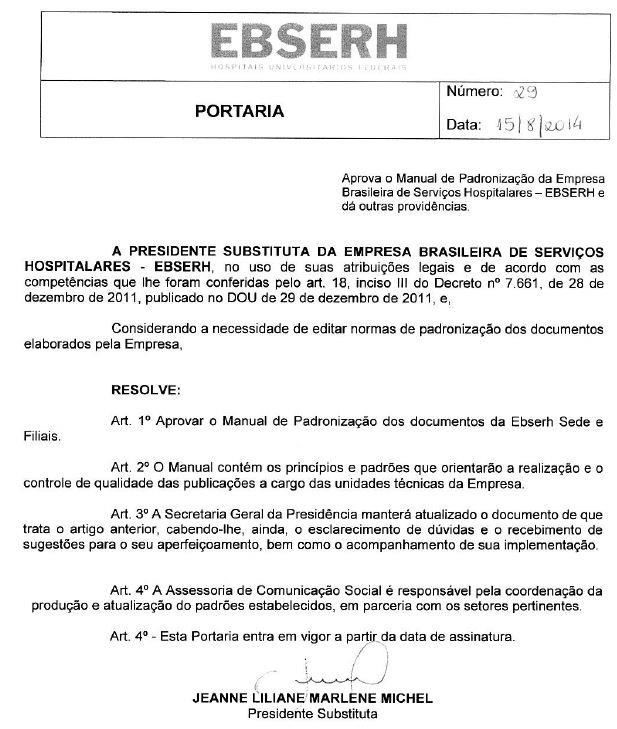 EBSERH
HOSPITAIS UNIVERSITÁRIOS FEDERAIS
PORTARIA
Número: 29
Data: 15/8/2014
Aprova o Manual de Padronização da Empresa
Brasileira de Serviços Hospitalares – EBSERH e
dá outras providências.
A PRESIDENTE SUBSTITUTA DA EMPRESA BRASILEIRA DE SERVIÇOS
HOSPITALARES - EBSERH, no uso de suas atribuições legais e de acordo com as
competências que lhe foram conferidas pelo art. 18, inciso III do Decreto nº 7.661, de 28 de
dezembro de 2011, publicado no DOU de 29 de dezembro de 2011, e,
Considerando a necessidade de editar normas de padronização dos documentos
elaborados pela Empresa,
RESOLVE:
Art. 1º Aprovar o Manual de Padronização dos documentos da Ebserh Sede e
Filiais.
Art. 2º O Manual contém os princípios e padrões que orientarão a realização e o
controle de qualidade das publicações a cargo das unidades técnicas da Empresa.
Art. 3º A Secretaria Geral da Presidência manterá atualizado o documento de que
trata o artigo anterior, cabendo-lhe, ainda, o esclarecimento de dúvidas e o recebimento de
sugestões para o seu aperfeiçoamento, bem como o acompanhamento de sua implementação.
Art. 4º A Assessoria de Comunicação Social é responsável pela coordenação da
produção e atualização do padrões estabelecidos, em parceria com os setores pertinentes.
Art. 4º - Esta Portaria entra em vigor a partir da data de assinatura.
JEANNE LILIANE MARLENE MICHEL
Presidente Substituta